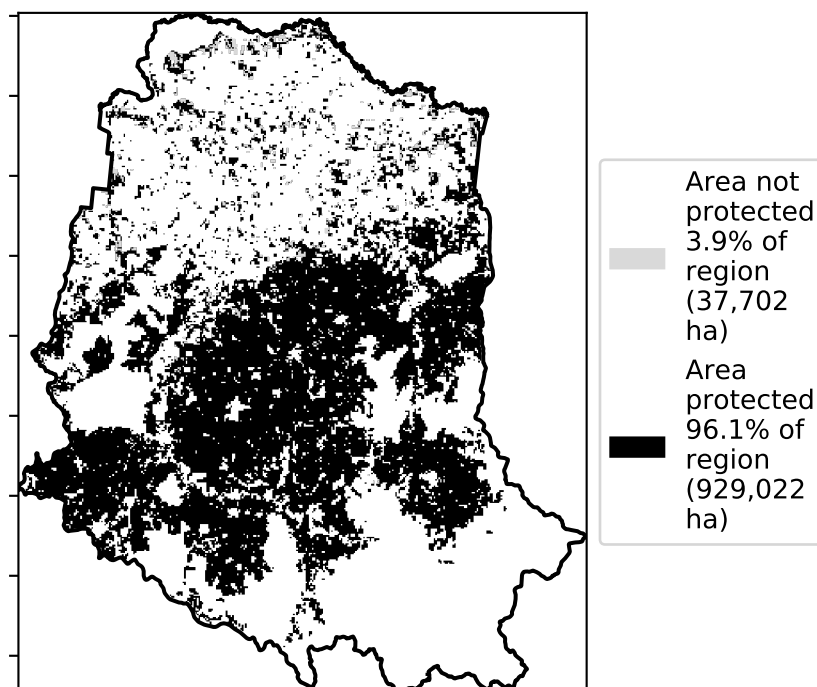 Area not
protected
3.9% of
region
(37,702
ha)
Area
protected
96.1% of
region
(929,022
ha)